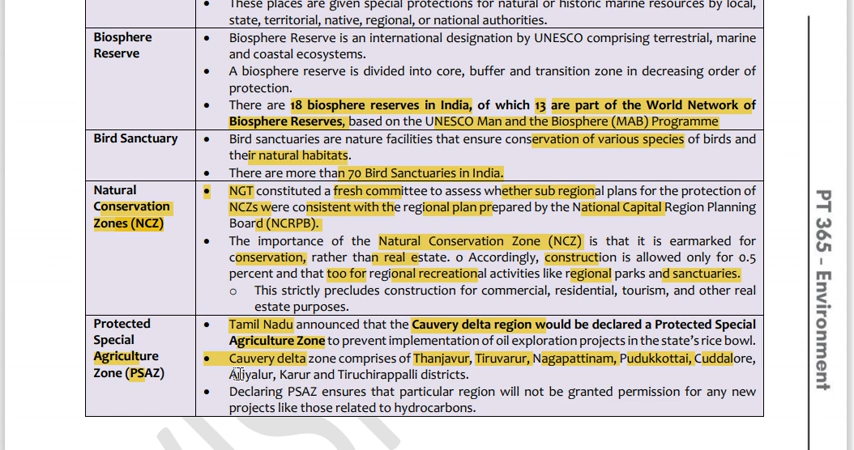 • These places are given special protections for natural or historic marine resources by local,
state, territorial, native, regional, or national authorities.
Biosphere
Reserve
• Biosphere Reserve is an international designation by UNESCO comprising terrestrial, marine
and coastal ecosystems.
• A biosphere reserve is divided into core, buffer and transition zone in decreasing order of
protection.
• There are 18 biosphere reserves in India, of which 13 are part of the World Network of
Biosphere Reserves, based on the UNESCO Man and the Biosphere (MAB) Programme
Bird Sanctuary
• Bird sanctuaries are nature facilities that ensure conservation of various species of birds and
their natural habitats.
• There are more than 70 Bird Sanctuaries in India.
Natural
Conservation
Zones (NCZ)
• NGT constituted a fresh committee to assess whether sub regional plans for the protection of
NCZs were consistent with the regional plan prepared by the National Capital Region Planning
Board (NCRPB).
• The importance of the Natural Conservation Zone (NCZ) is that it is earmarked for
conservation, rather than real estate. o Accordingly, construction is allowed only for 0.5
percent and that too for regional recreational activities like regional parks and sanctuaries.
o This strictly precludes construction for commercial, residential, tourism, and other real
estate purposes.
Protected
Special
Agriculture
Zone (PSAZ)
• Tamil Nadu announced that the Cauvery delta region would be declared a Protected Special
Agriculture Zone to prevent implementation of oil exploration projects in the state's rice bowl.
• Cauvery delta zone comprises of Thanjavur, Tiruvarur, Nagapattinam, Pudukkottai, Cuddalore,
Ariyalur, Karur and Tiruchirappalli districts.
• Declaring PSAZ ensures that particular region will not be granted permission for any new
projects like those related to hydrocarbons.
PT 365 - Environment